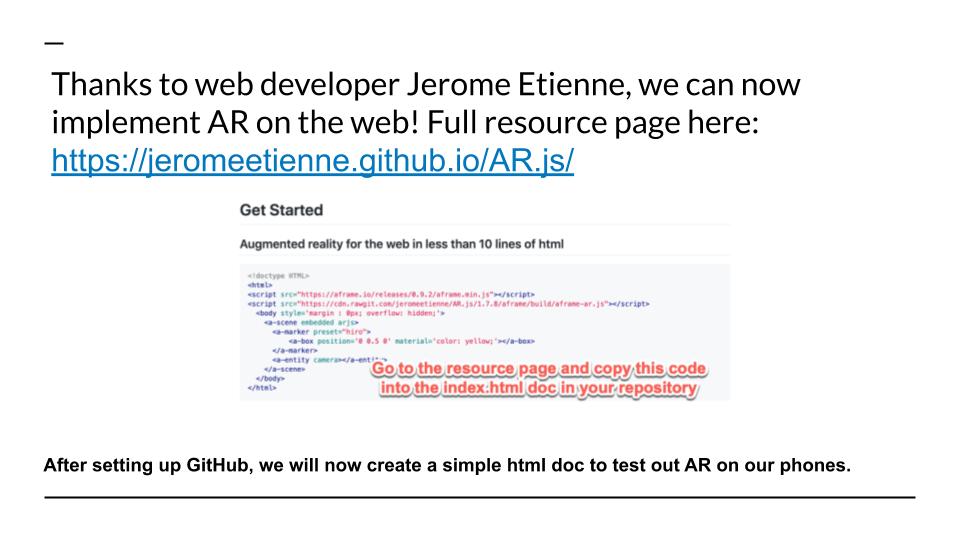 Thanks to web developer Jerome Etienne, we can now
implement AR on the web! Full resource page here:
https://jeromeetienne.github.io/AR.js/
Get Started
Augmented reality for the web in less than 10 lines of html
<!doctype HTML>
<html>
<script src="https://aframe.io/releases/0.9.2/aframe.min.js"></script>
<script src="https://cdn.rawgit.com/jeromeetienne/AR.js/1.7.8/aframe/build/aframe-ar.js"></script>
<body style='margin : 0px; overflow: hidden;'>
<a-scene embedded arjs>
<a-marker preset="hiro">
<a-box position='0 0.5 0' material='color: yellow;'></a-box>
</a-marker>
<a-entity camera></a-entity>
</a-scene>
</body>
</html>
Go to the resource page and copy this code
into the index.html doc in your repository
After setting up GitHub, we will now create a simple html doc to test out AR on our phones.